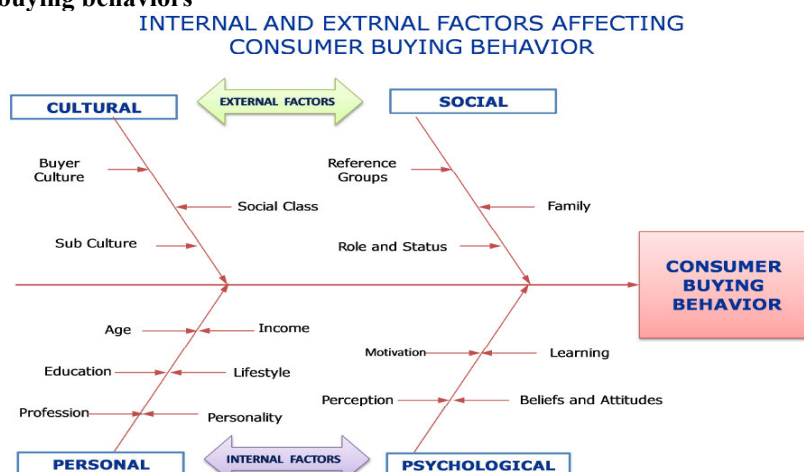 buying behaviors
INTERNAL AND EXTRNAL FACTORS AFFECTING
CONSUMER BUYING BEHAVIOR
CULTURAL
EXTERNAL FACTORS
SOCIAL
Buyer
Culture
Reference
Groups
Social Class
Family
Sub Culture
Role and Status
CONSUMER
BUYING
BEHAVIOR
Age
Income
Motivation
Learning
Education
Lifestyle
Perception
Beliefs and Attitudes
Profession
Personality
PERSONAL
INTERNAL FACTORS
PSYCHOLOGICAL